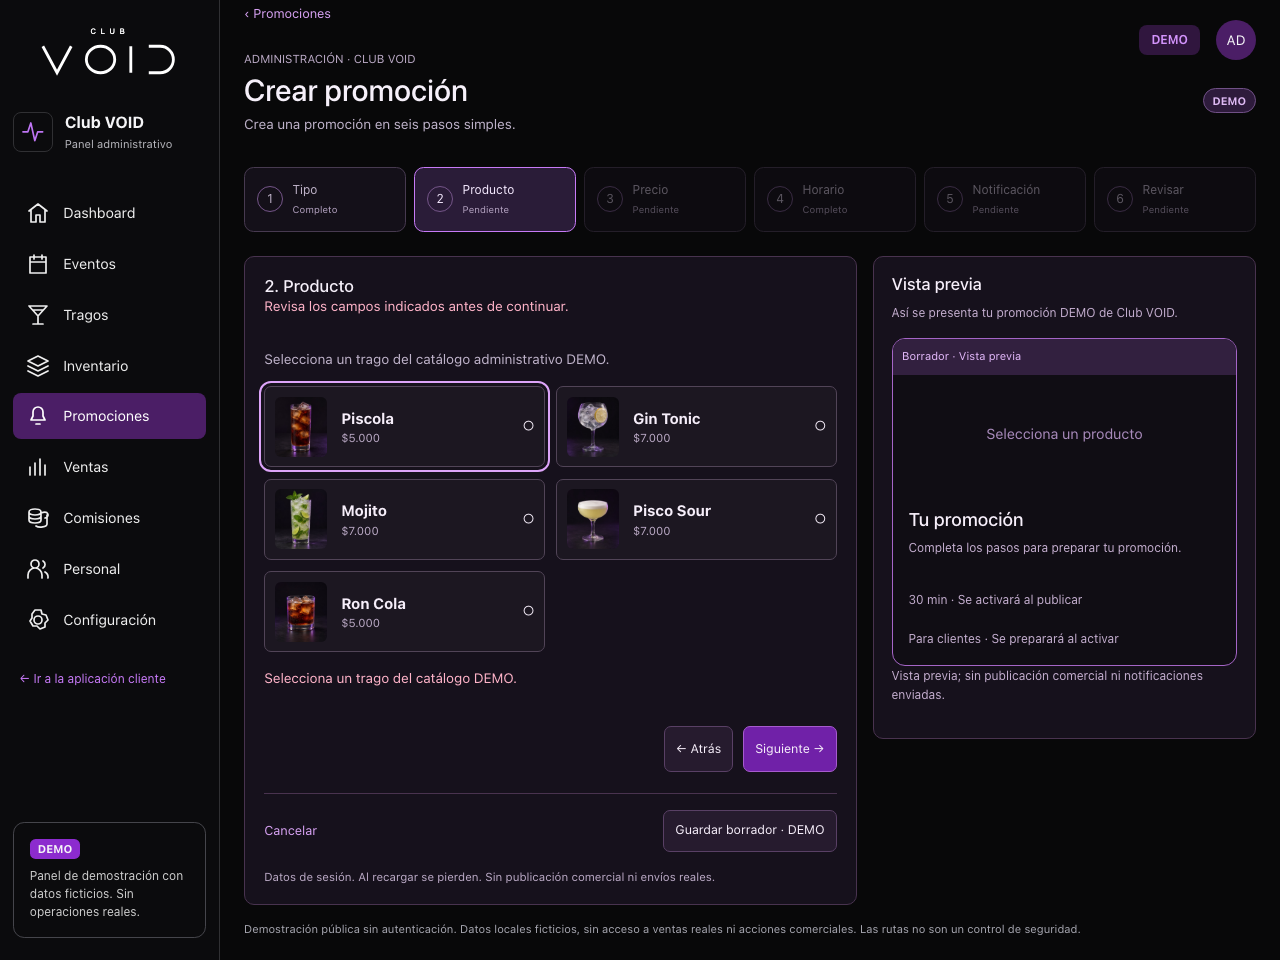 CLUB
VOID
Club VOID
Panel administrativo
Dashboard
Eventos
Tragos
Inventario
Promociones
Ventas
Comisiones
Personal
Configuración
← Ir a la aplicación cliente
DEMO
Panel de demostración con
datos ficticios. Sin
operaciones reales.
‹ Promociones
DEMO
AD
ADMINISTRACIÓN · CLUB VOID
Crear promoción
DEMO
Crea una promoción en seis pasos simples.
1
Tipo
Completo
2
Producto
Pendiente
3
Precio
Pendiente
4
Horario
Completo
5
Notificación
Pendiente
6
Revisar
Pendiente
2. Producto
Revisa los campos indicados antes de continuar.
Selecciona un trago del catálogo administrativo DEMO.
Piscola
$5.000
Gin Tonic
$7.000
Mojito
$7.000
Pisco Sour
$7.000
Ron Cola
$5.000
Selecciona un trago del catálogo DEMO.
← Atrás
Siguiente →
Cancelar
Guardar borrador · DEMO
Datos de sesión. Al recargar se pierden. Sin publicación comercial ni envíos reales.
Vista previa
Así se presenta tu promoción DEMO de Club VOID.
Borrador · Vista previa
Selecciona un producto
Tu promoción
Completa los pasos para preparar tu promoción.
30 min · Se activará al publicar
Para clientes · Se preparará al activar
Vista previa; sin publicación comercial ni notificaciones
enviadas.
Demostración pública sin autenticación. Datos locales ficticios, sin acceso a ventas reales ni acciones comerciales. Las rutas no son un control de seguridad.